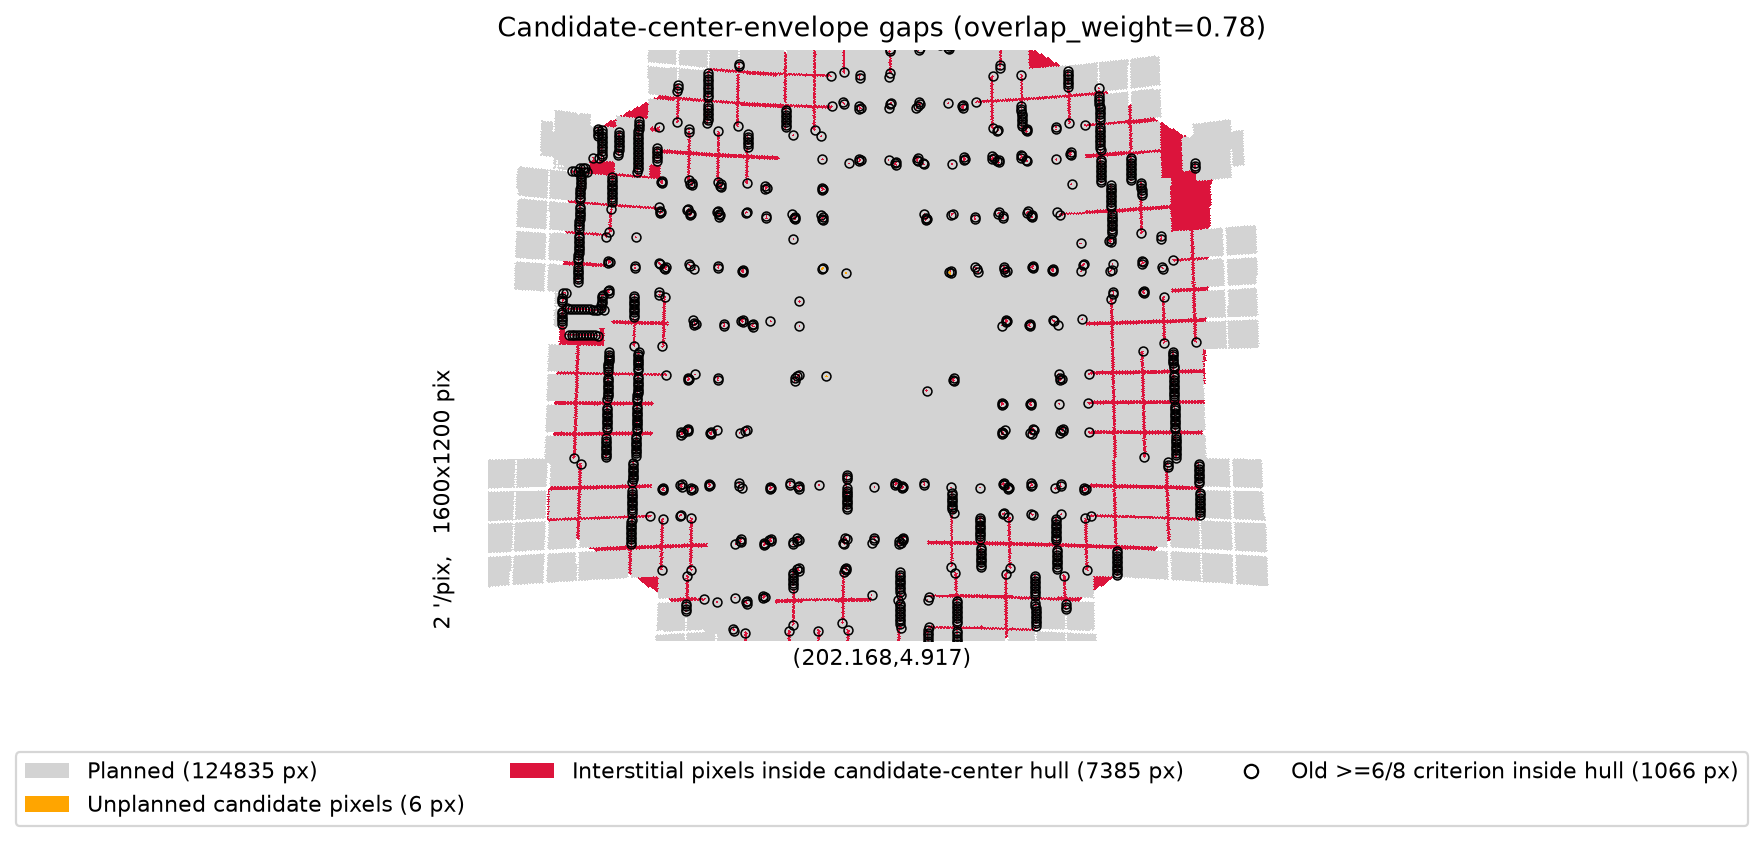 Candidate-center-envelope gaps (overlap_weight=0.78)
2 '/pix,   1600x1200 pix
(202.168,4.917)
Planned (124835 px)
Unplanned candidate pixels (6 px)
Interstitial pixels inside candidate-center hull (7385 px)
Old >=6/8 criterion inside hull (1066 px)